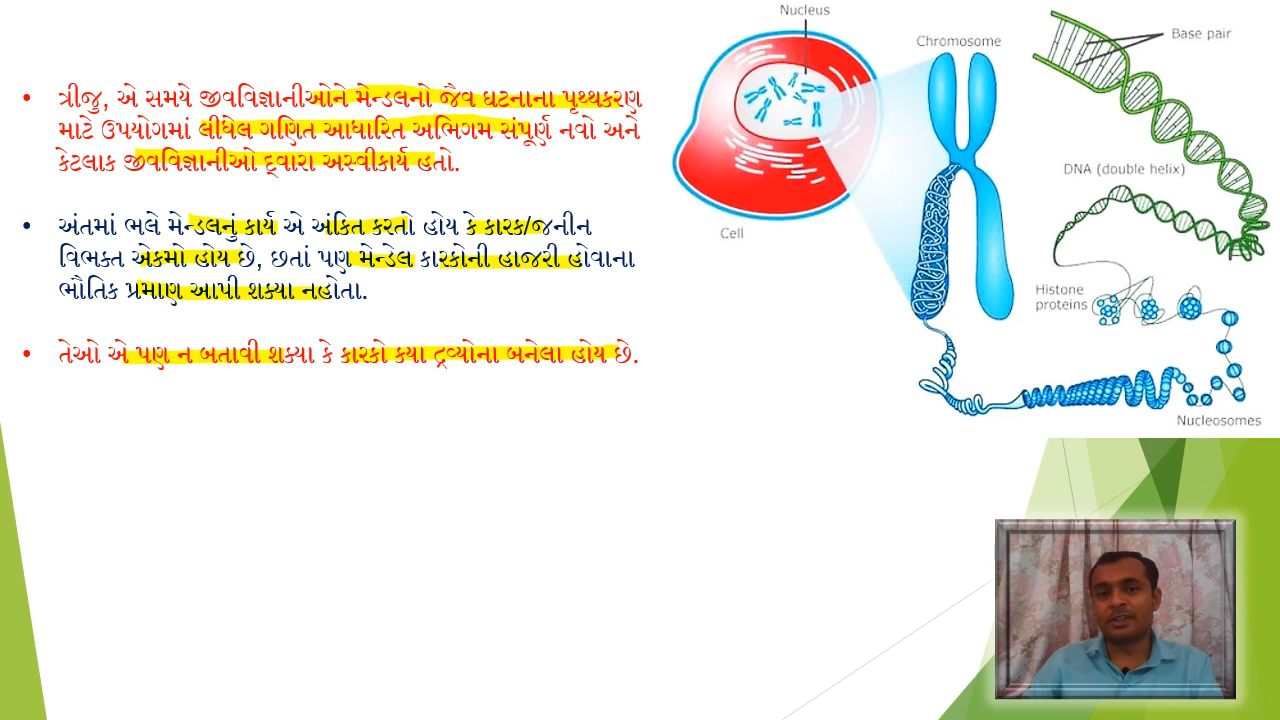 • ત્રીજુ, એ સમયે જીવવિજ્ઞાનીઓને મેન્ડલનો જૈવ ઘટનાના પૃથ્થકરણ
માટે ઉપયોગમાં લીધેલ ગણિત આધારિત અભિગમ સંપૂર્ણ નવો અને
કેટલાક જીવવિજ્ઞાનીઓ દ્વારા અસ્વીકાર્ય હતો.
• અંતમાં ભલે મેન્ડલનું કાર્ય એ અંકિત કરતો હોય કે કારક/જનીન
વિભક્ત એકમો હોય છે, છતાં પણ મેન્ડેલ કારકોની હાજરી હોવાના
ભૌતિક પ્રમાણ આપી શક્યા નહોતા.
• તેઓ એ પણ ન બતાવી શક્યા કે કારકો કયા દ્રવ્યોના બનેલા હોય છે.
Nucleus
Chromosome
Base pair
DNA (double helix)
Cell
Histone
proteins
Nucleosomes